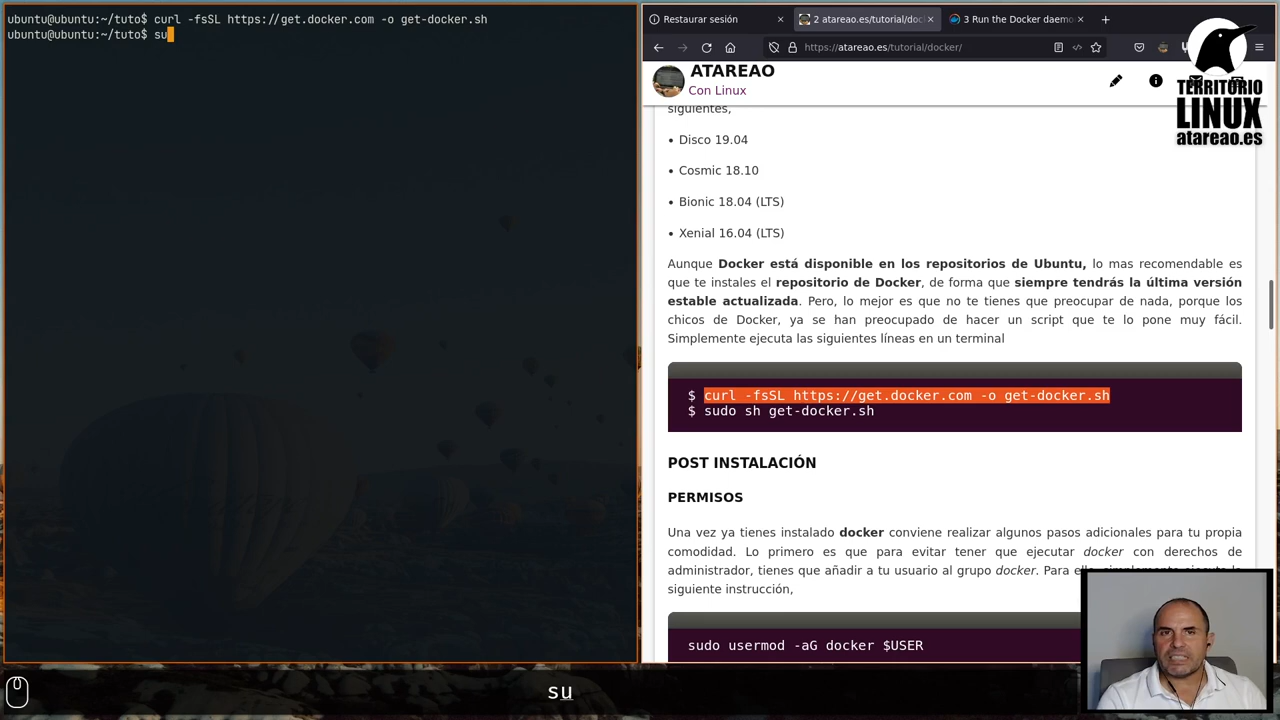 ubuntu@ubuntu:~/tuto$ curl -fsSL https://get.docker.com -o get-docker.sh
ubuntu@ubuntu:~/tuto$ su
Restaurar sesión
2 atareao.es/tutorial/doc
3 Run the Docker daemo
https://atareao.es/tutorial/docker/
ATAREAO
Con Linux
TERRITORIO
LINUX
atareao.es
siguientes,
• Disco 19.04
• Cosmic 18.10
• Bionic 18.04 (LTS)
• Xenial 16.04 (LTS)
Aunque Docker está disponible en los repositorios de Ubuntu, lo mas recomendable es
que te instales el repositorio de Docker, de forma que siempre tendrás la última versión
estable actualizada. Pero, lo mejor es que no te tienes que preocupar de nada, porque los
chicos de Docker, ya se han preocupado de hacer un script que te lo pone muy fácil.
Simplemente ejecuta las siguientes líneas en un terminal
$ curl -fsSL https://get.docker.com -o get-docker.sh
$ sudo sh get-docker.sh
POST INSTALACIÓN
PERMISOS
Una vez ya tienes instalado docker conviene realizar algunos pasos adicionales para tu propia
comodidad. Lo primero es que para evitar tener que ejecutar docker con derechos de
administrador, tienes que añadir a tu usuario al grupo docker. Para
siguiente instrucción,
sudo usermod -aG docker $USER
su